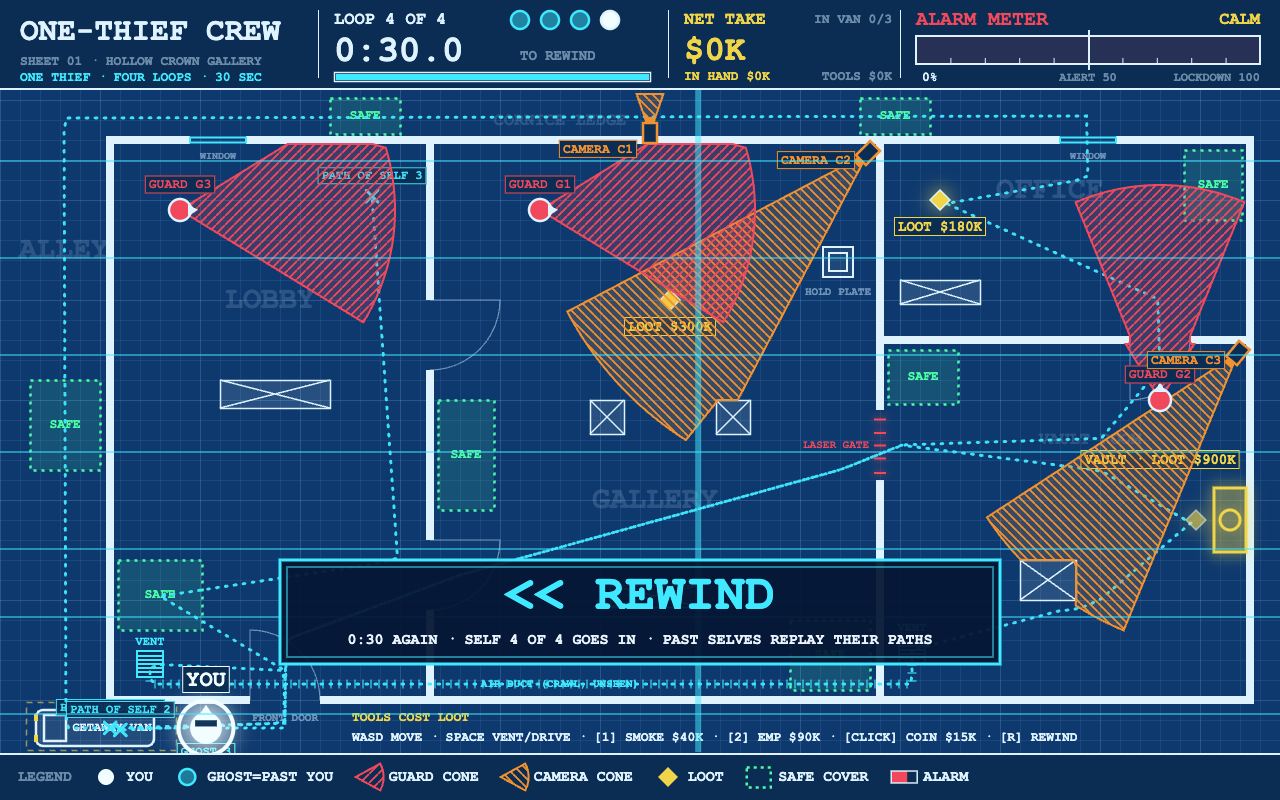 ONE-THIEF CREW
SHEET 01 · HOLLOW CROWN GALLERY
ONE THIEF · FOUR LOOPS · 30 SEC
LOOP 4 OF 4
0:30.0
TO REWIND
NET TAKE
IN VAN 0/3
$0K
IN HAND $0K
TOOLS $0K
ALARM METER
CALM
0%
ALERT 50
LOCKDOWN 100
SAFE
CORNICE LEDGE
SAFE
CAMERA C1
CAMERA C2
WINDOW
WINDOW
PATH OF SELF 3
GUARD G3
GUARD G1
OFFICE
SAFE
LOOT $180K
ALLEY
LOBBY
HOLD PLATE
LOOT $300K
CAMERA C3
GUARD G2
SAFE
SAFE
SAFE
LASER GATE
VAULT · LOOT $900K
GALLERY
SAFE
<< REWIND
0:30 AGAIN · SELF 4 OF 4 GOES IN · PAST SELVES REPLAY THEIR PATHS
VENT
YOU
AIR DUCT (CRAWL, UNSEEN)
PATH OF SELF 2
GETAWAY VAN
FRONT DOOR
GHOST 3
TOOLS COST LOOT
WASD MOVE · SPACE VENT/DRIVE · [1] SMOKE $40K · [2] EMP $90K · [CLICK] COIN $15K · [R] REWIND
LEGEND
YOU
GHOST=PAST YOU
GUARD CONE
CAMERA CONE
LOOT
SAFE COVER
ALARM